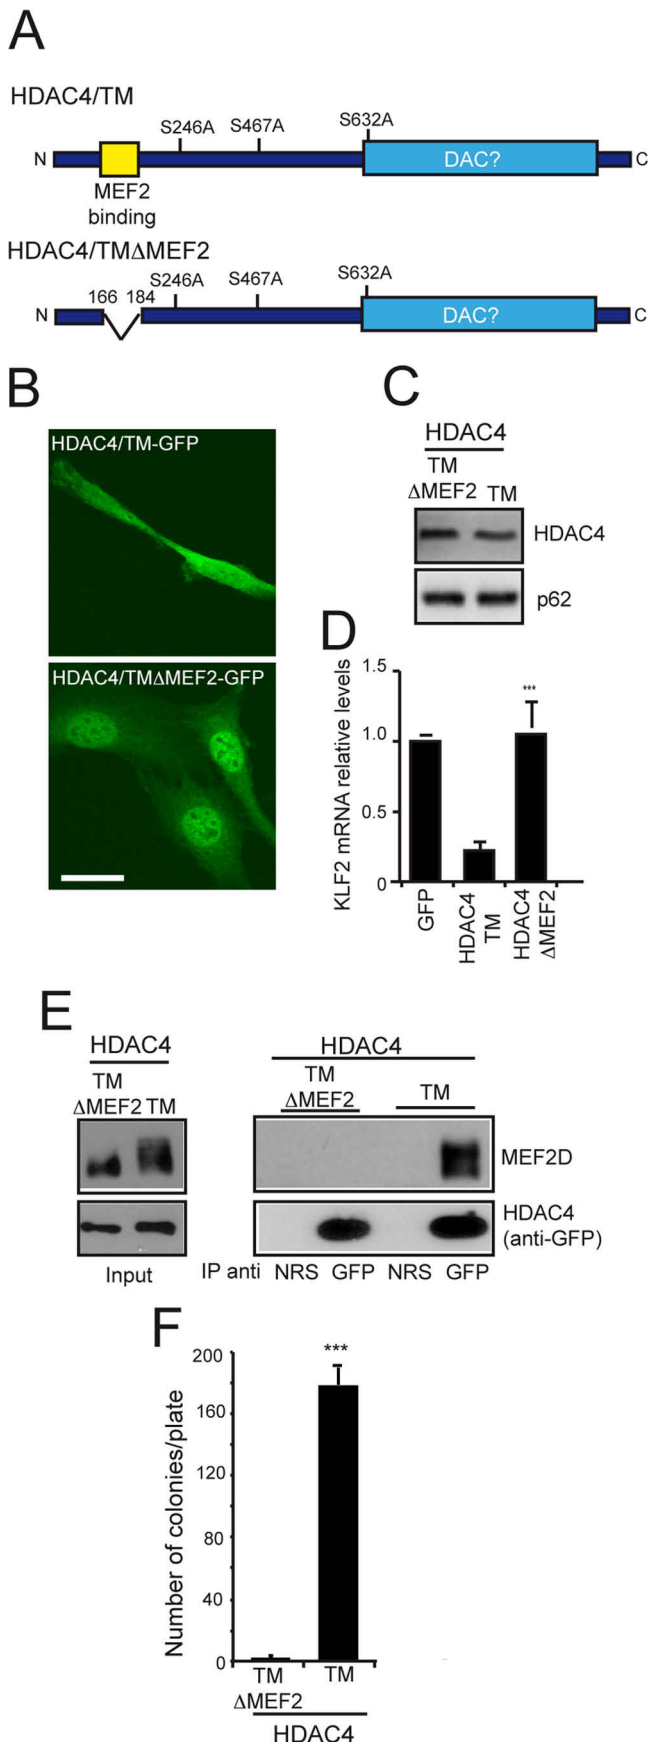 A
HDAC4/TM
S246A
S467A
S632A
N
DAC?
C
MEF2
binding
HDAC4/TMΔMEF2
166
184
S246A
S467A
S632A
N
DAC?
C
B
HDAC4/TM-GFP
HDAC4/TMΔMEF2-GFP
C
HDAC4
TM
ΔMEF2
TM
HDAC4
p62
D
KLF2 mRNA relative levels
1.5
1.0
0.5
0
***
GFP
HDAC4
TM
HDAC4
ΔMEF2
E
HDAC4
TM
ΔMEF2 TM
Input
HDAC4
TM
ΔMEF2
TM
MEF2D
HDAC4
(anti-GFP)
IP anti NRS GFP NRS GFP
F
Number of colonies/plate
200
160
120
80
40
0
***
TM
ΔMEF2
TM
HDAC4